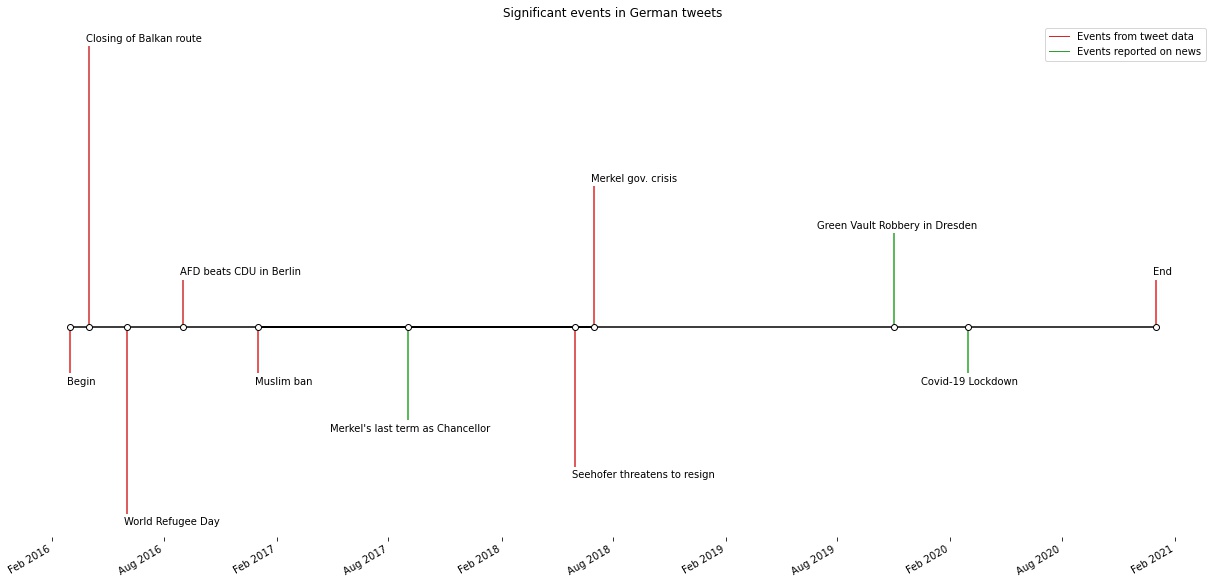 Significant events in German tweets
Events from tweet data
Events reported on news
Closing of Balkan route
Merkel gov. crisis
Green Vault Robbery in Dresden
AFD beats CDU in Berlin
End
Begin
Muslim ban
Covid-19 Lockdown
Merkel's last term as Chancellor
Seehofer threatens to resign
World Refugee Day
Feb 2016
Aug 2016
Feb 2017
Aug 2017
Feb 2018
Aug 2018
Feb 2019
Aug 2019
Feb 2020
Aug 2020
Feb 2021